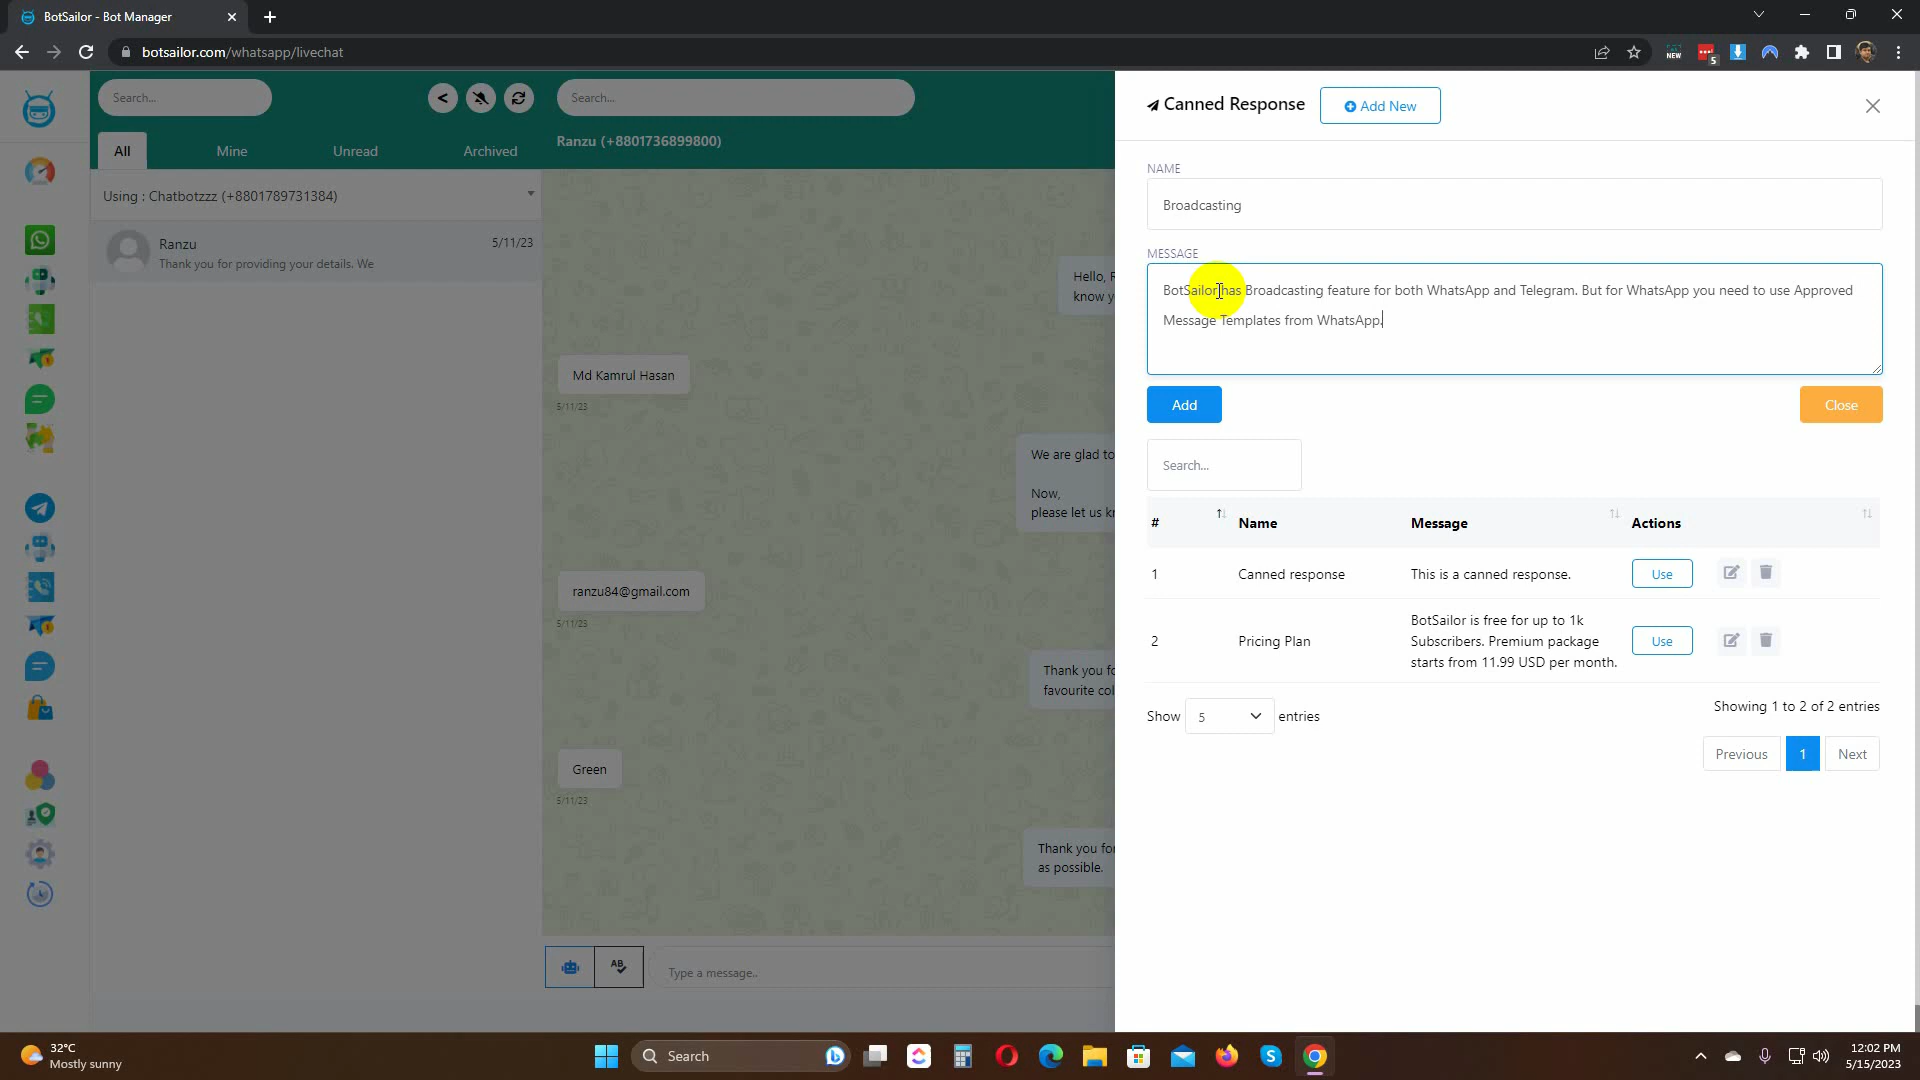 BotSailor - Bot Manager
botsailor.com/whatsapp/livechat
NEW
5
Search...
Search...
Ranzu (+8801736899800)
All
Mine
Unread
Archived
Using : Chatbotzzz (+8801789731384)
Ranzu
5/11/23
Thank you for providing your details. We
Hello, R
know y
Md Kamrul Hasan
5/11/23
We are glad to
Now,
please let us k
ranzu84@gmail.com
5/11/23
Thank you fo
favourite col
Green
5/11/23
Thank you for
as possible.
AB
Type a message..
Canned Response
Add New
NAME
Broadcasting
MESSAGE
BotSailor has Broadcasting feature for both WhatsApp and Telegram. But for WhatsApp you need to use Approved
Message Templates from WhatsApp.
Add
Close
Search...
#
Name
Message
Actions
1
Canned response
This is a canned response.
Use
2
Pricing Plan
BotSailor is free for up to 1k
Subscribers. Premium package
starts from 11.99 USD per month.
Use
Show 5 entries
Showing 1 to 2 of 2 entries
Previous
1
Next
32°C
Mostly sunny
Search
12:02 PM
5/15/2023